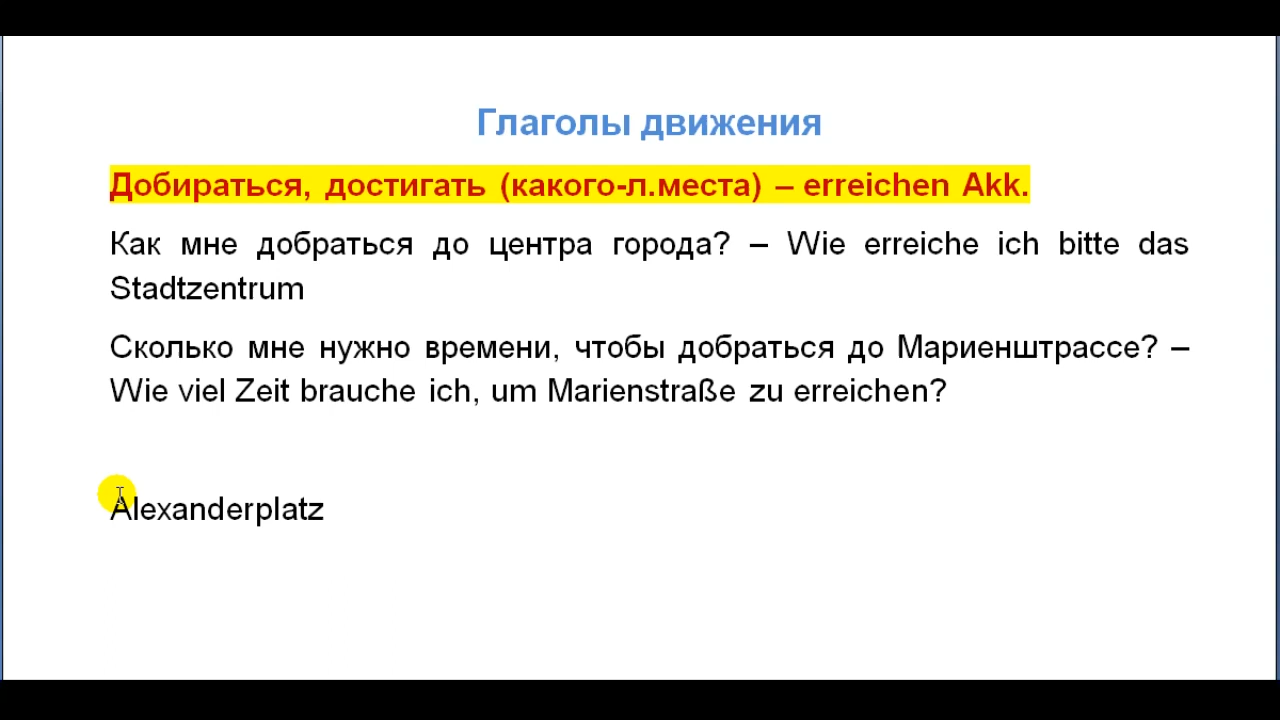 Глаголы движения
Добираться, достигать (какого-л.места) – erreichen Akk.
Как мне добраться до центра города? – Wie erreiche ich bitte das
Stadtzentrum
Сколько мне нужно времени, чтобы добраться до Мариенштрассе? –
Wie viel Zeit brauche ich, um Marienstraße zu erreichen?
Alexanderplatz